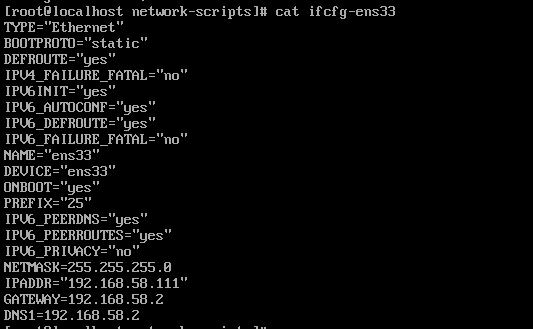 [root@localhost network-scripts]# cat ifcfg-ens33
TYPE="Ethernet"
BOOTPROTO="static"
DEFROUTE="yes"
IPV4_FAILURE_FATAL="no"
IPV6INIT="yes"
IPV6_AUTOCONF="yes"
IPV6_DEFROUTE="yes"
IPV6_FAILURE_FATAL="no"
NAME="ens33"
DEVICE="ens33"
ONBOOT="yes"
PREFIX="25"
IPV6_PEERDNS="yes"
IPV6_PEERROUTES="yes"
IPV6_PRIVACY="no"
NETMASK=255.255.255.0
IPADDR="192.168.58.111"
GATEWAY=192.168.58.2
DNS1=192.168.58.2